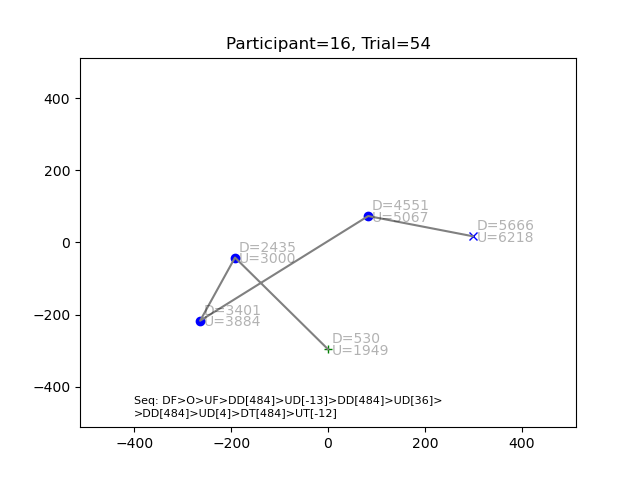 Participant=16, Trial=54
400
200
0
−200
−400
D=4551
U=5067
D=5666
U=6218
D=2435
U=3000
D=3401
U=3884
D=530
U=1949
Seq: DF>O>UF>DD[484]>UD[-13]>DD[484]>UD[36]>
>DD[484]>UD[4]>DT[484]>UT[-12]
−400 −200 0 200 400